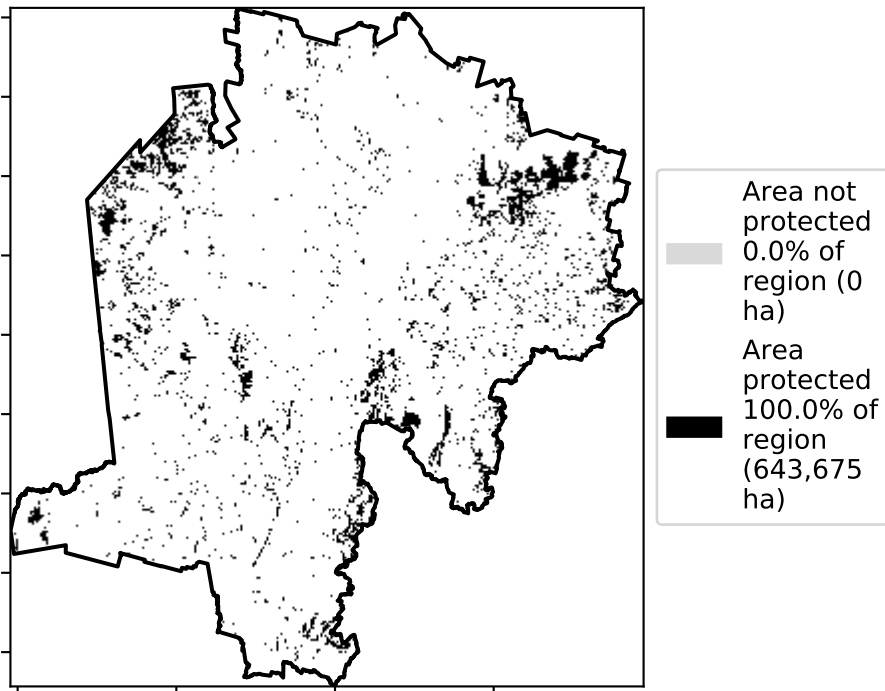 Area not
protected
0.0% of
region (0
ha)
Area
protected
100.0% of
region
(643,675
ha)